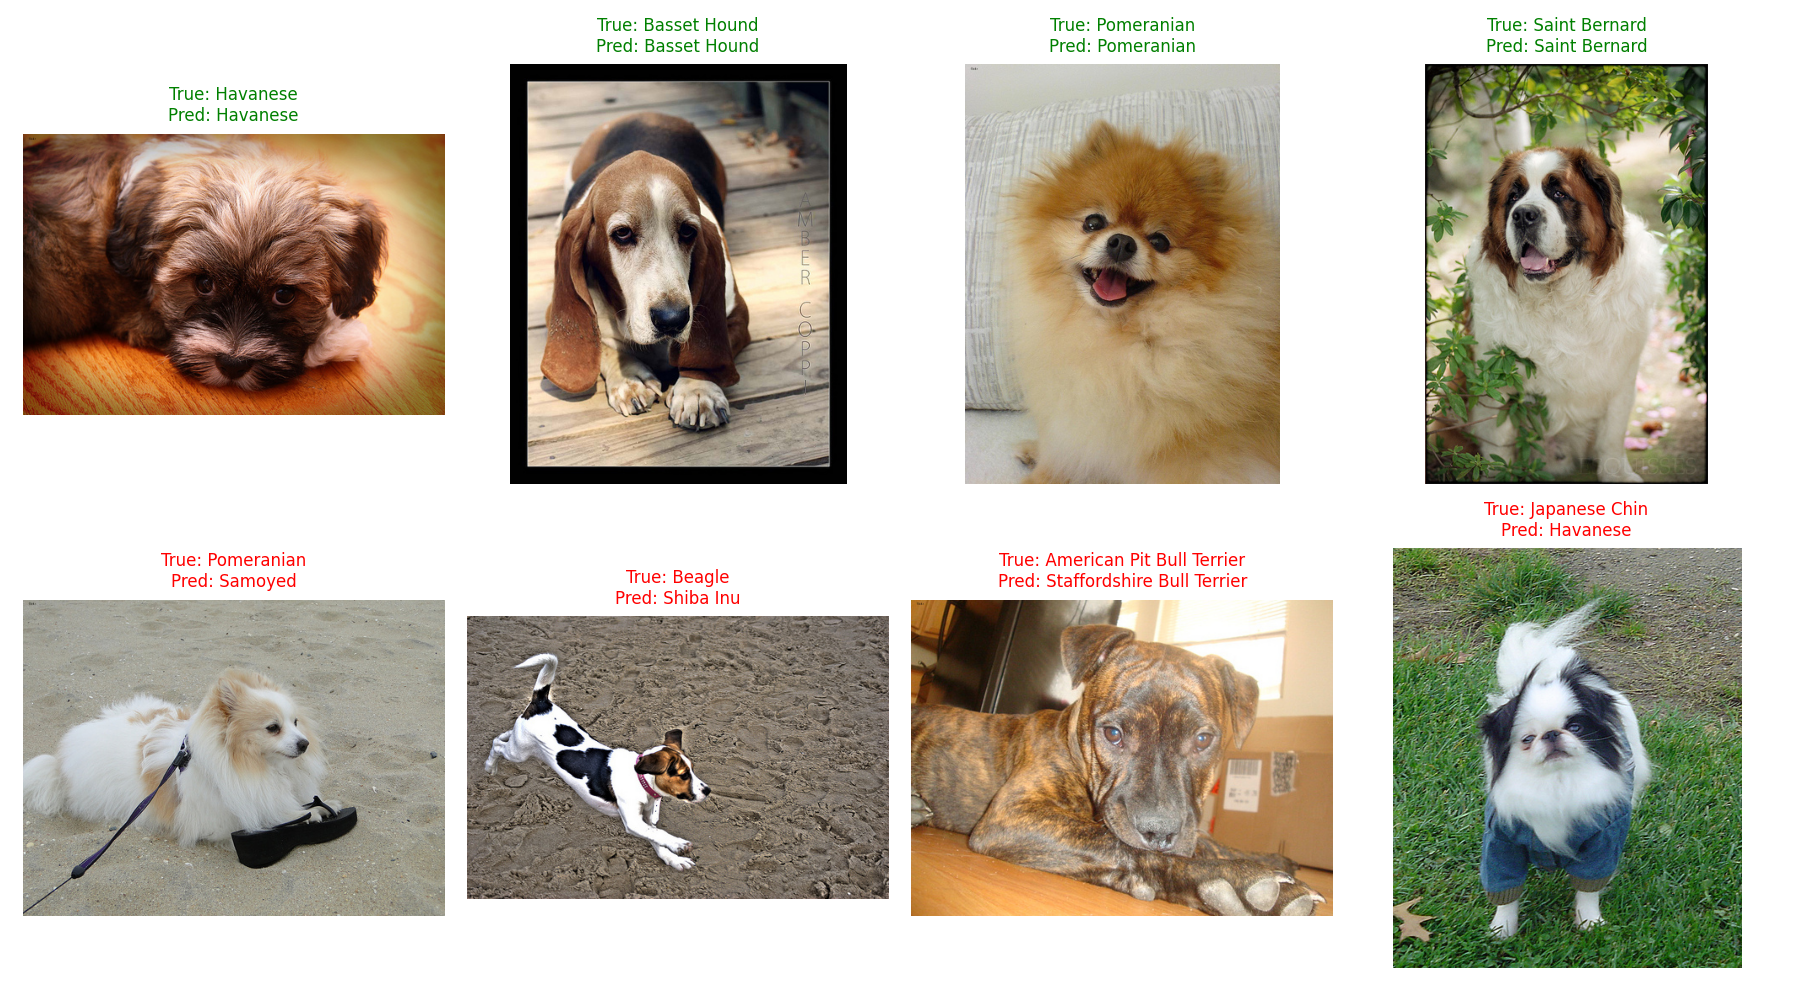 True: Havanese
Pred: Havanese
True: Basset Hound
Pred: Basset Hound
True: Pomeranian
Pred: Pomeranian
True: Saint Bernard
Pred: Saint Bernard
AMBER COPPI
True: Pomeranian
Pred: Samoyed
True: Beagle
Pred: Shiba Inu
True: American Pit Bull Terrier
Pred: Staffordshire Bull Terrier
True: Japanese Chin
Pred: Havanese